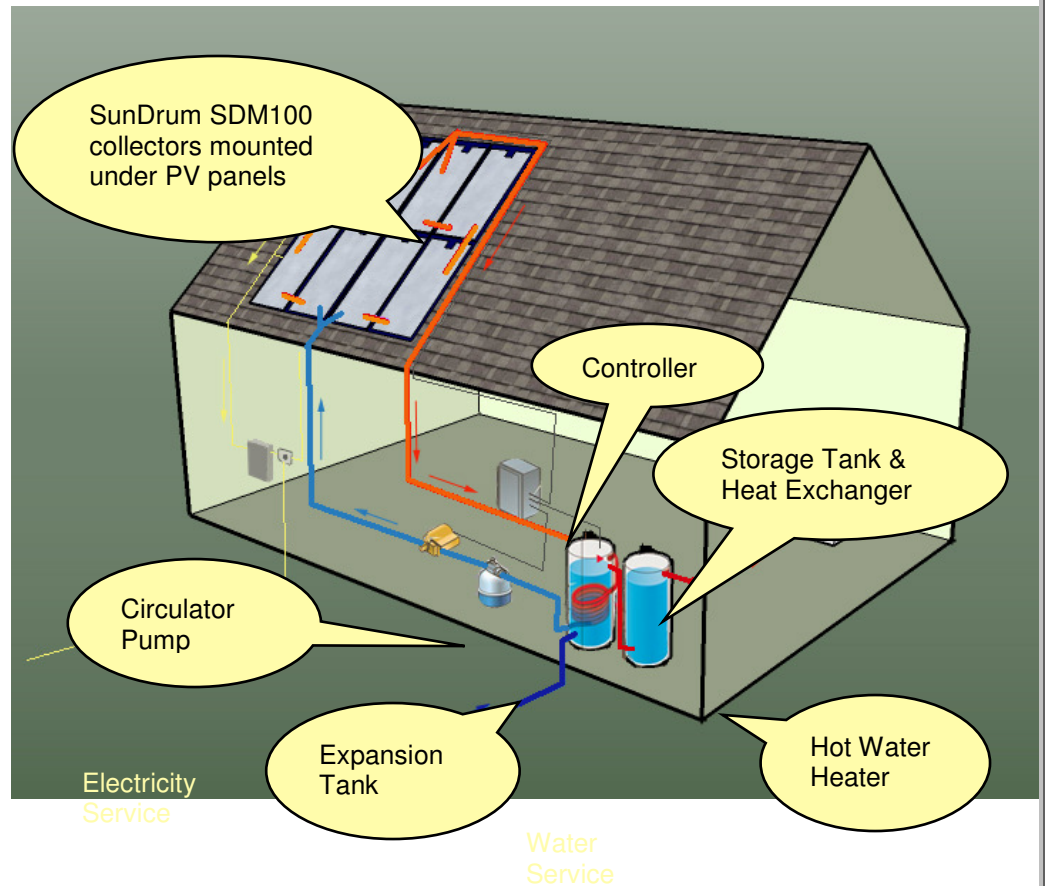 SunDrum SDM100
collectors mounted
under PV panels
Controller
Storage Tank &
Heat Exchanger
Circulator
Pump
Expansion
Tank
Hot Water
Heater
Electricity
Service
Water
Service